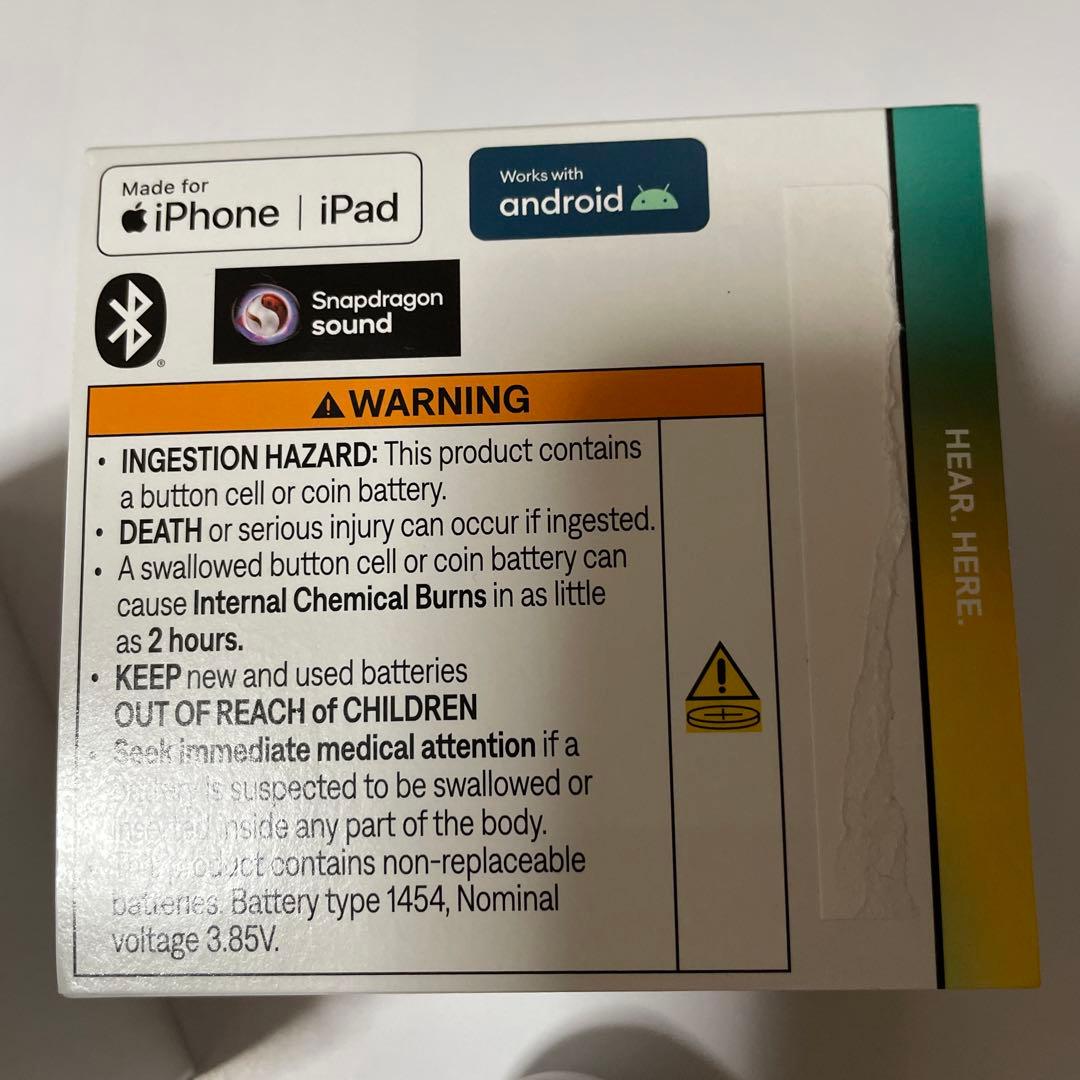 Made for
iPhone | iPad
Works with
android
Snapdragon
sound
®
WARNING
• INGESTION HAZARD: This product contains
a button cell or coin battery.
• DEATH or serious injury can occur if ingested.
• A swallowed button cell or coin battery can
cause Internal Chemical Burns in as little
as 2 hours.
• KEEP new and used batteries
OUT OF REACH of CHILDREN
• Seek immediate medical attention if a
battery is suspected to be swallowed or
inserted inside any part of the body.
• This product contains non-replaceable
batteries. Battery type 1454, Nominal
voltage 3.85V.
HEAR. HERE.